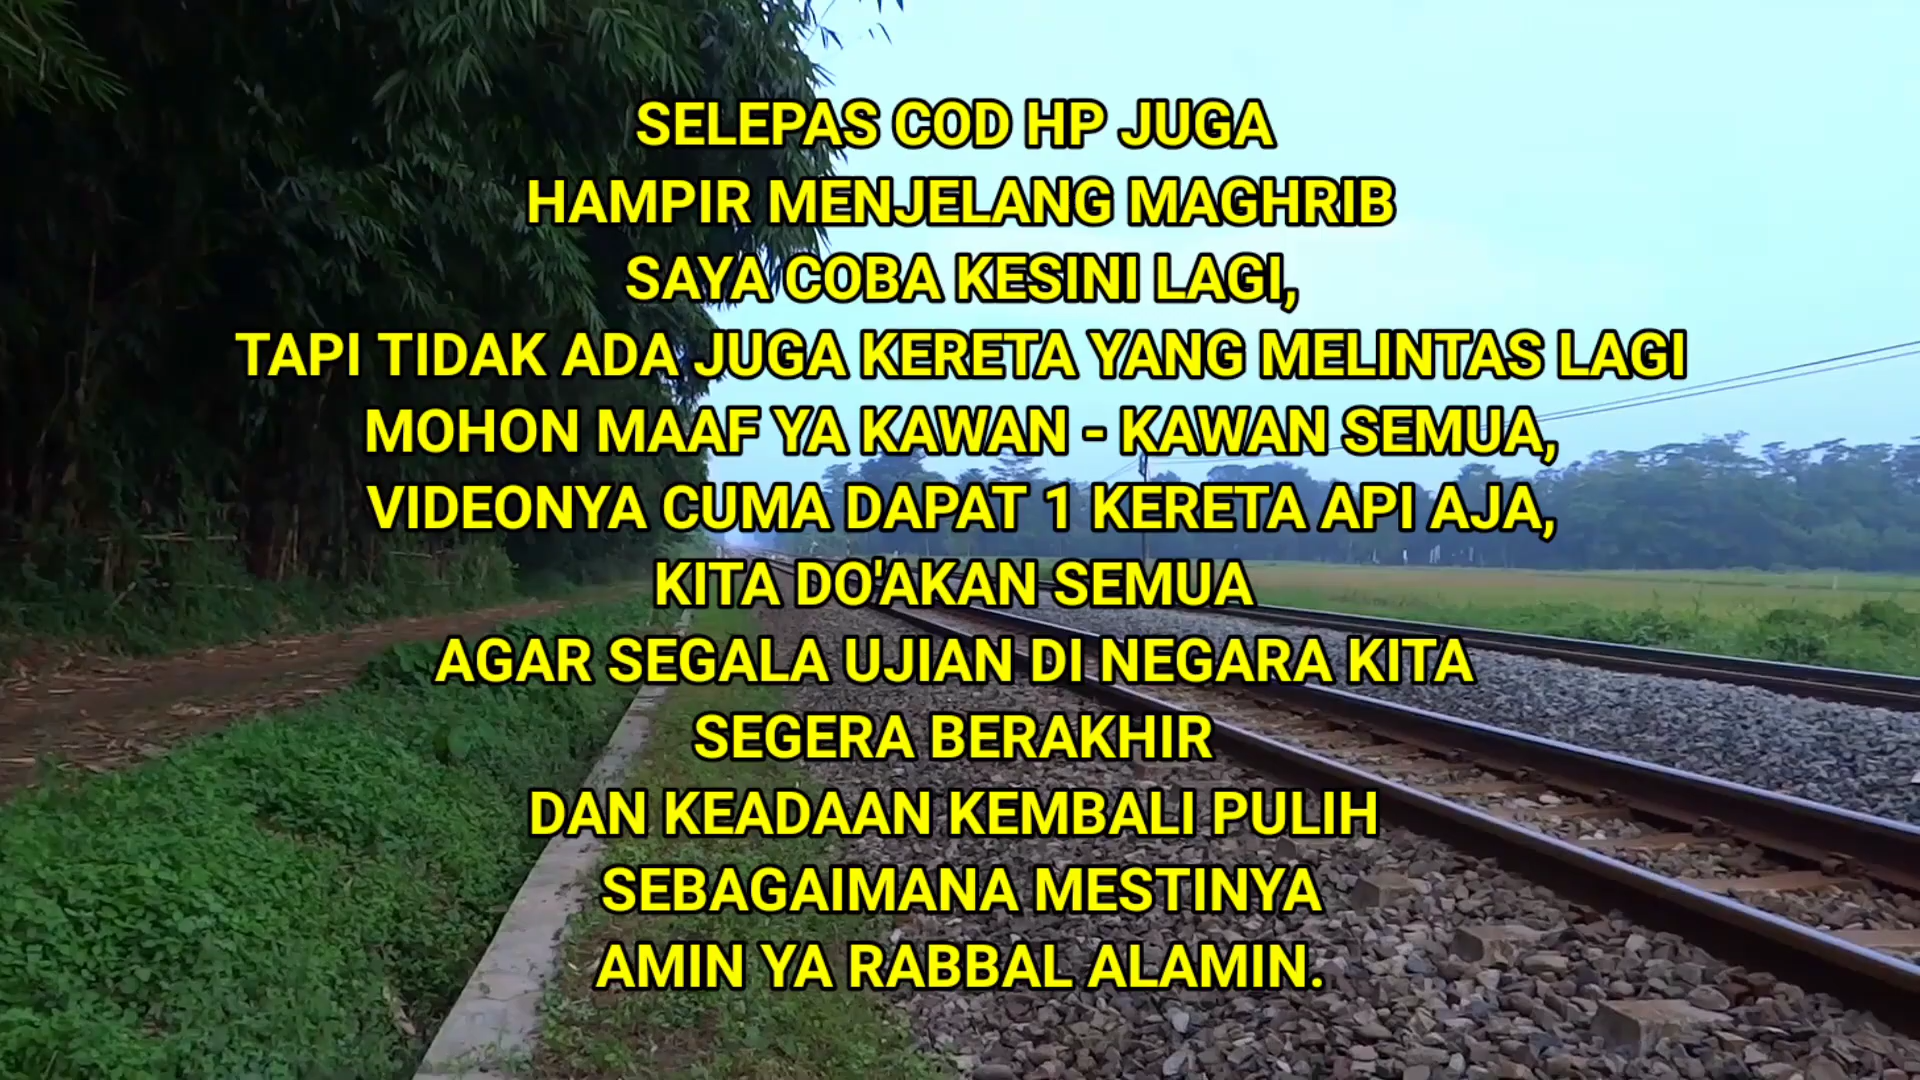 SELEPAS COD HP JUGA
HAMPIR MENJELANG MAGHRIB
SAYA COBA KESINI LAGI,
TAPI TIDAK ADA JUGA KERETA YANG MELINTAS LAGI
MOHON MAAF YA KAWAN - KAWAN SEMUA,
VIDEONYA CUMA DAPAT 1 KERETA API AJA,
KITA DO'AKAN SEMUA
AGAR SEGALA UJIAN DI NEGARA KITA
SEGERA BERAKHIR
DAN KEADAAN KEMBALI PULIH
SEBAGAIMANA MESTINYA
AMIN YA RABBAL ALAMIN.